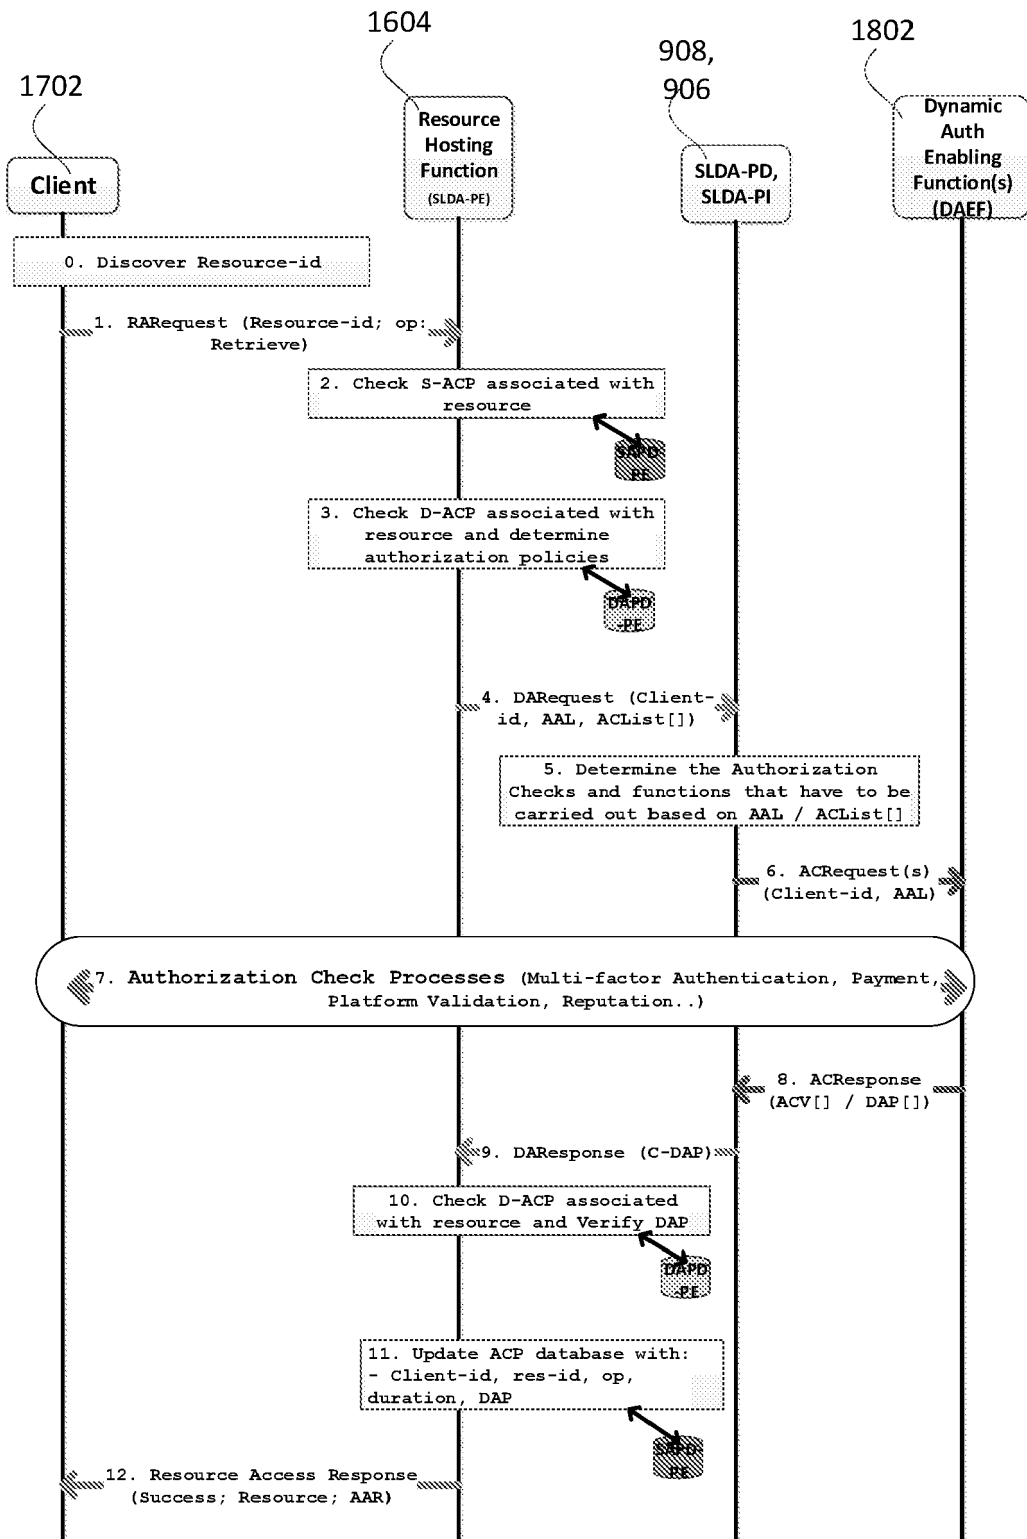 1604
1802
908,
906
1702
Client
Resource
Hosting
Function
(SLDA-PE)
SLDA-PD,
SLDA-PI
Dynamic
Auth
Enabling
Function(s)
(DAEF)
0. Discover Resource-id
1. RARequest (Resource-id; op:
Retrieve)
2. Check S-ACP associated with
resource
SAPD-
PE
3. Check D-ACP associated with
resource and determine
authorization policies
DAPD
-PE
4. DARequest (Client-
id, AAL, ACList[])
5. Determine the Authorization
Checks and functions that have to be
carried out based on AAL / ACList[]
6. ACRequest(s)
(Client-id, AAL)
7. Authorization Check Processes (Multi-factor Authentication, Payment,
Platform Validation, Reputation..)
8. ACResponse
(ACV[] / DAP[])
9. DAResponse (C-DAP)
10. Check D-ACP associated
with resource and Verify DAP
DAPD
-PE
11. Update ACP database with:
- Client-id, res-id, op,
duration, DAP
SAPD-
PE
12. Resource Access Response
(Success; Resource; AAR)